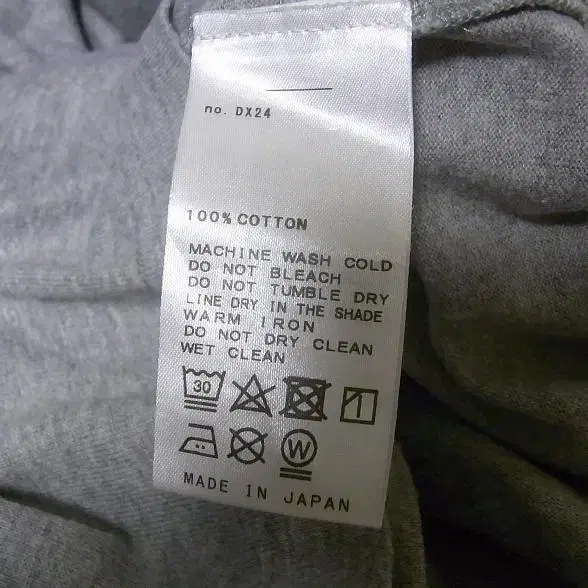 no. DX24
100% COTTON
MACHINE WASH COLD
DO NOT BLEACH
DO NOT TUMBLE DRY
LINE DRY IN THE SHADE
WARM IRON
DO NOT DRY CLEAN
WET CLEAN
30
W
MADE IN JAPAN